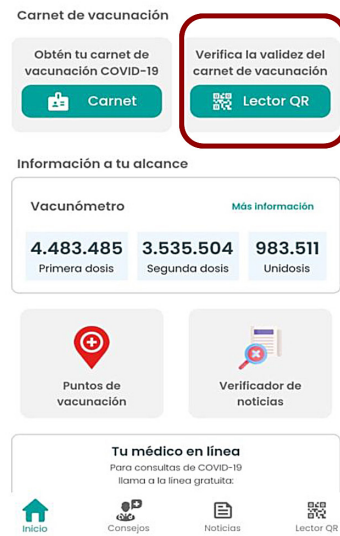 Carnet de vacunación
Obtén tu carnet de
vacunación COVID-19
Carnet
Verifica la validez del
carnet de vacunación
Lector QR
Información a tu alcance
Vacunómetro
Más información
4.483.485
Primera dosis
3.535.504
Segunda dosis
983.511
Unidosis
Puntos de
vacunación
Verificador de
noticias
Tu médico en línea
Para consultas de COVID-19
llama a la línea gratuita:
Inicio
Consejos
Noticias
Lector QR